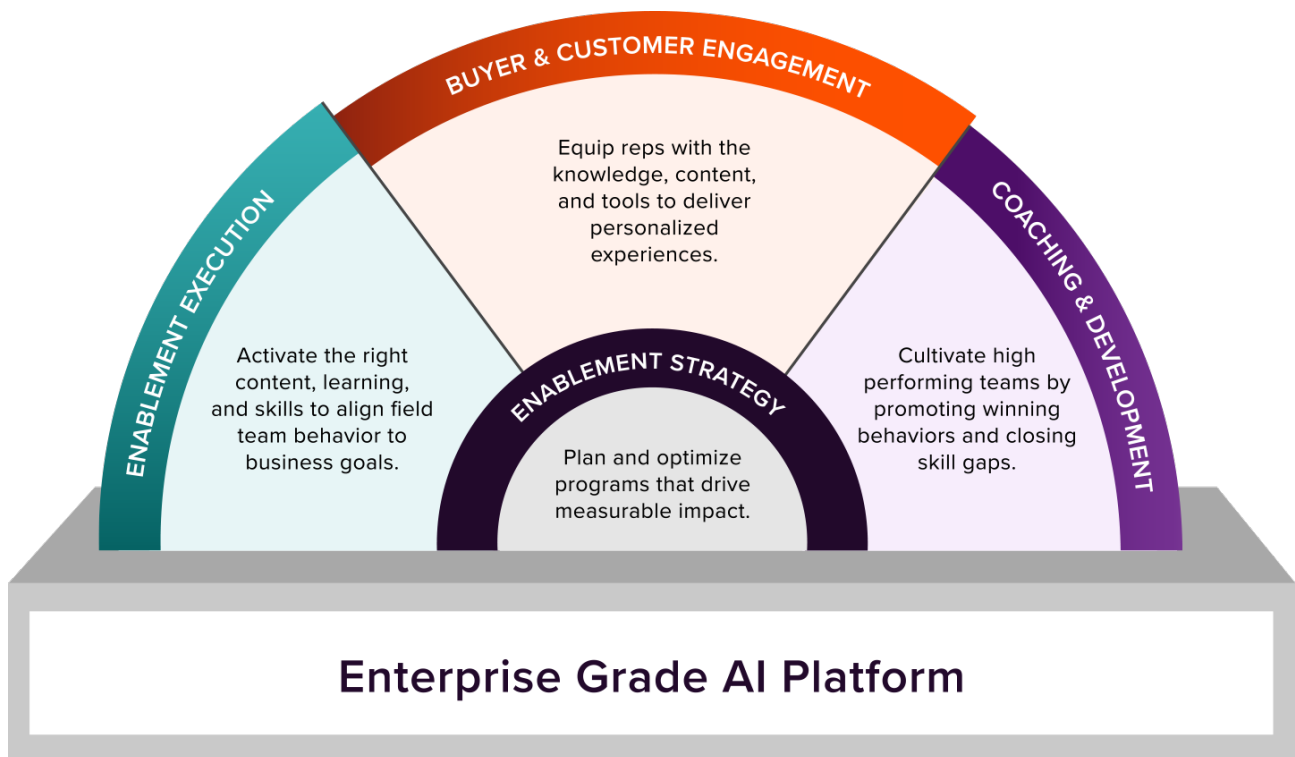 BUYER & CUSTOMER ENGAGEMENT
Equip reps with the
knowledge, content,
and tools to deliver
personalized
experiences.
ENABLEMENT EXECUTION
Activate the right
content, learning,
and skills to align field
team behavior to
business goals.
COACHING & DEVELOPMENT
Cultivate high
performing teams by
promoting winning
behaviors and closing
skill gaps.
ENABLEMENT STRATEGY
Plan and optimize
programs that drive
measurable impact.
Enterprise Grade AI Platform